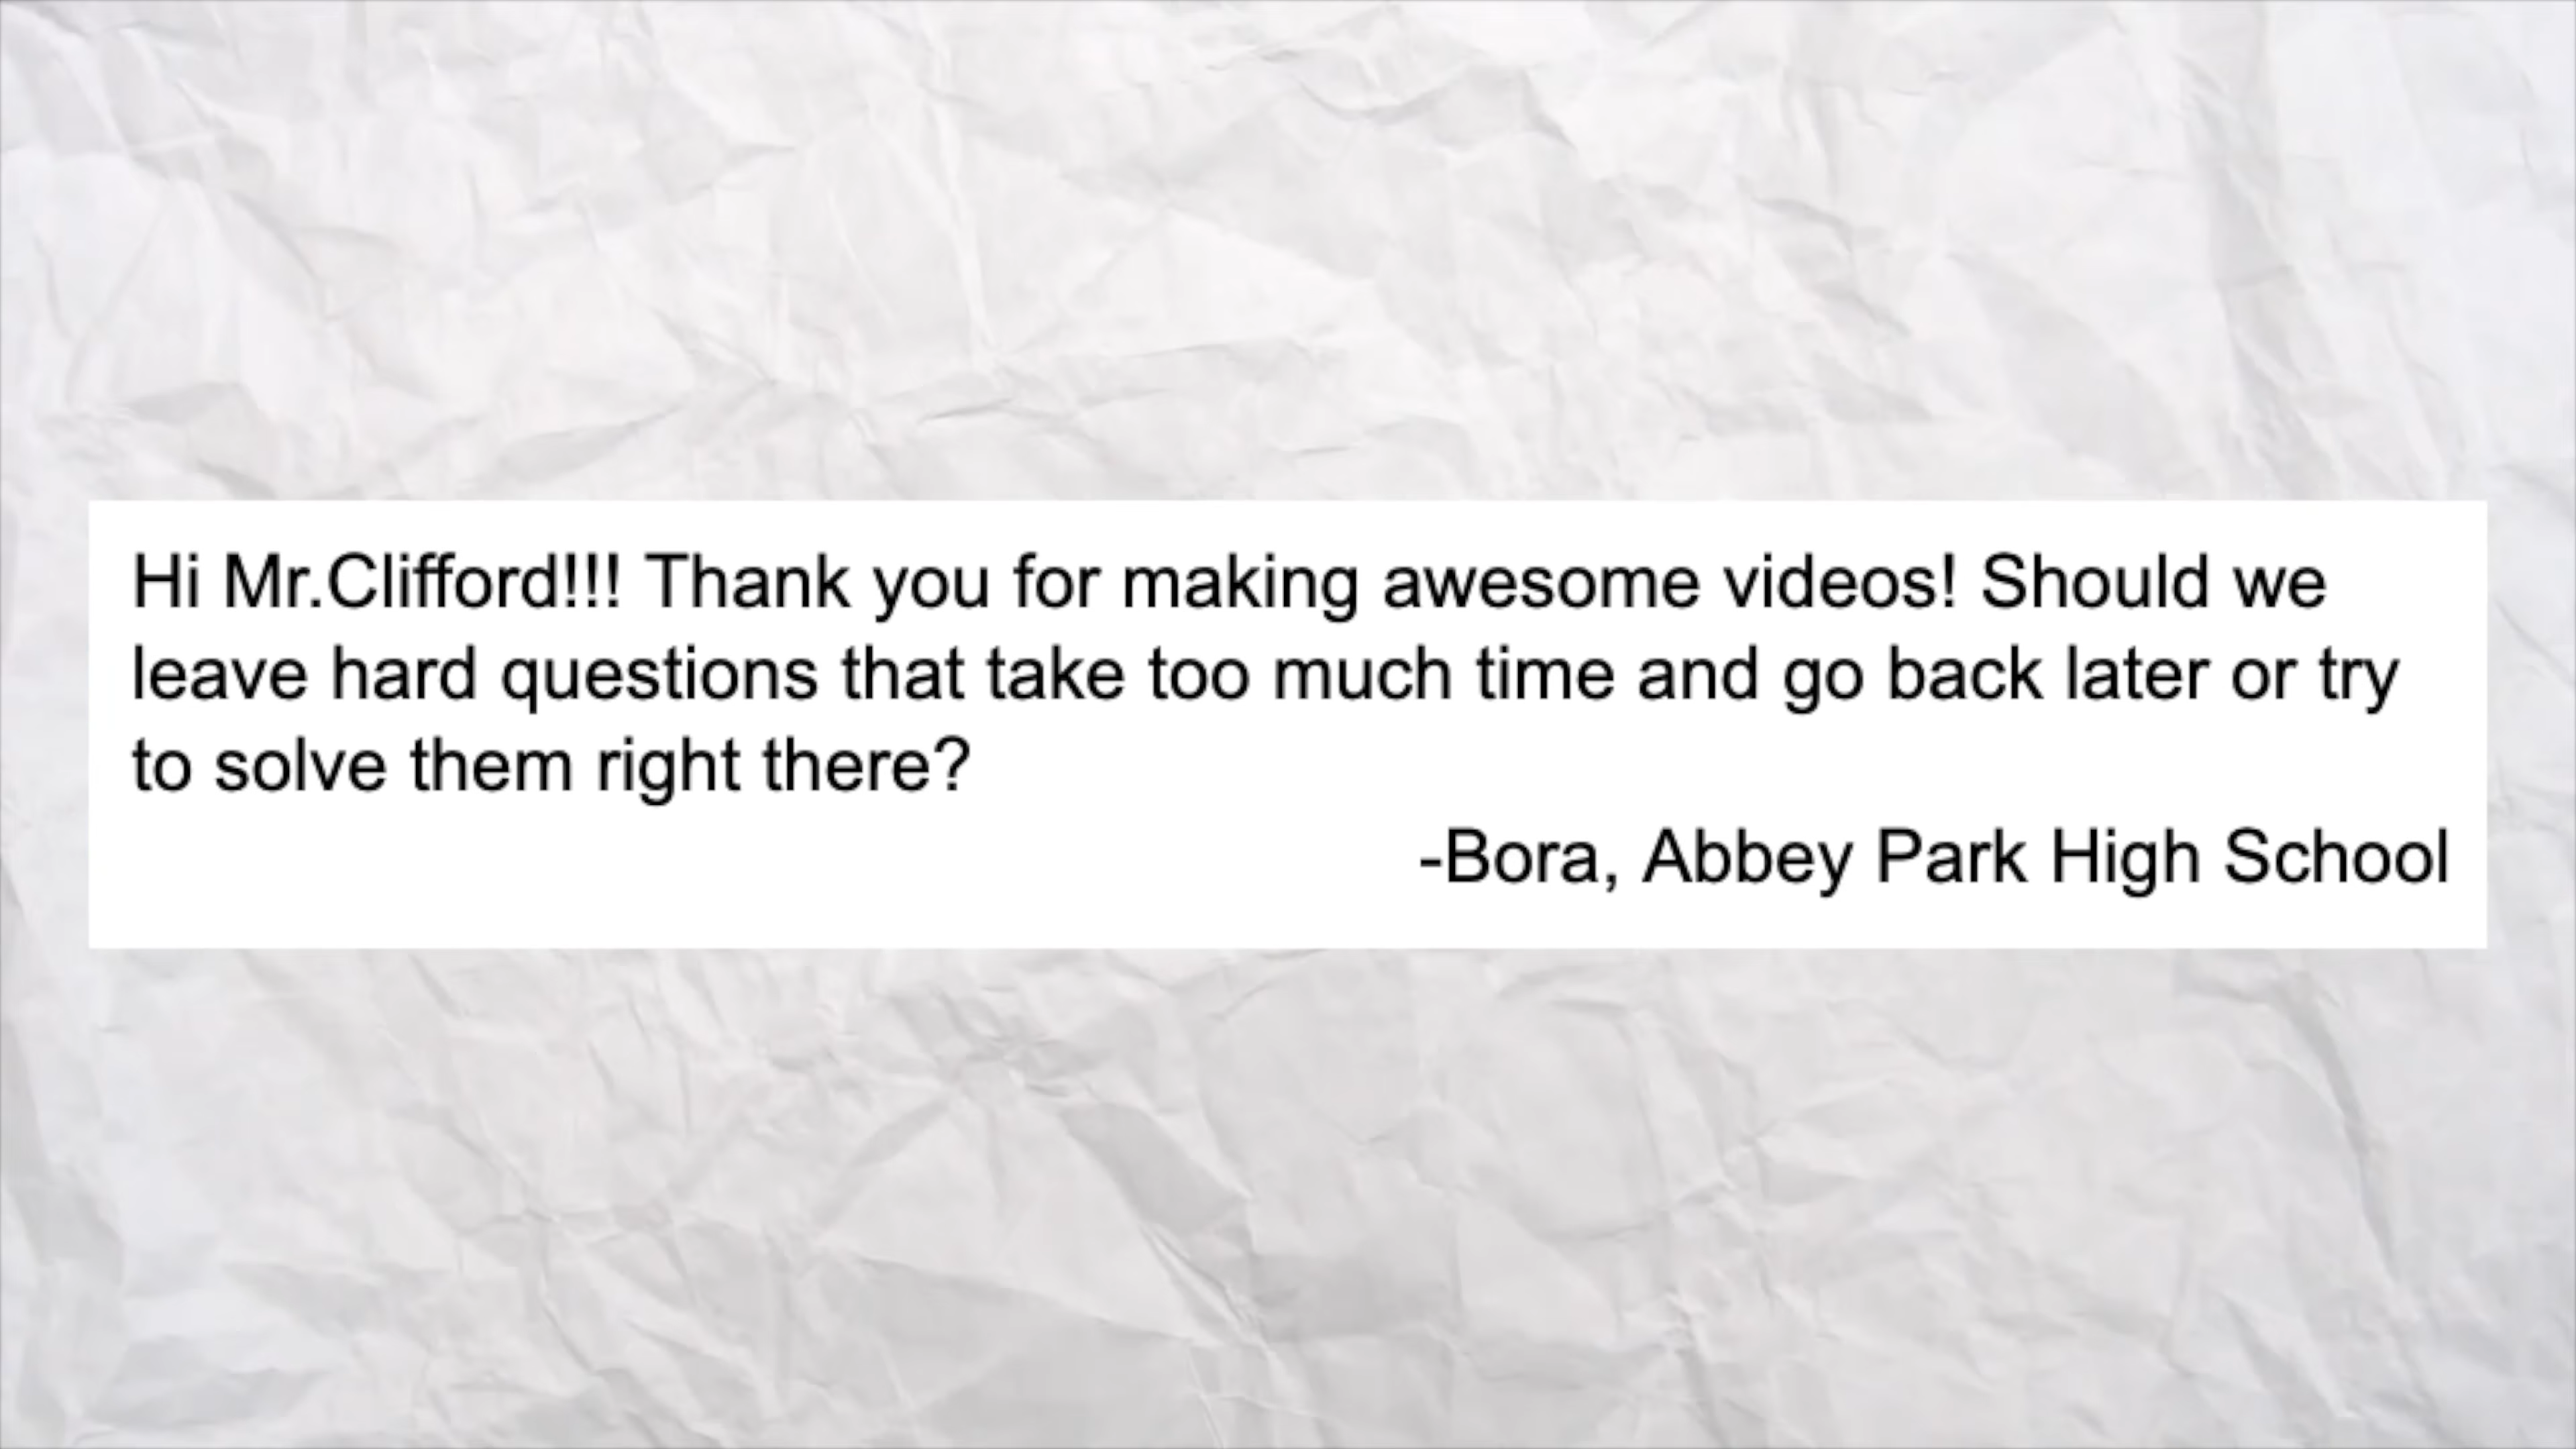 Hi Mr.Clifford!!! Thank you for making awesome videos! Should we
leave hard questions that take too much time and go back later or try
to solve them right there?
-Bora, Abbey Park High School